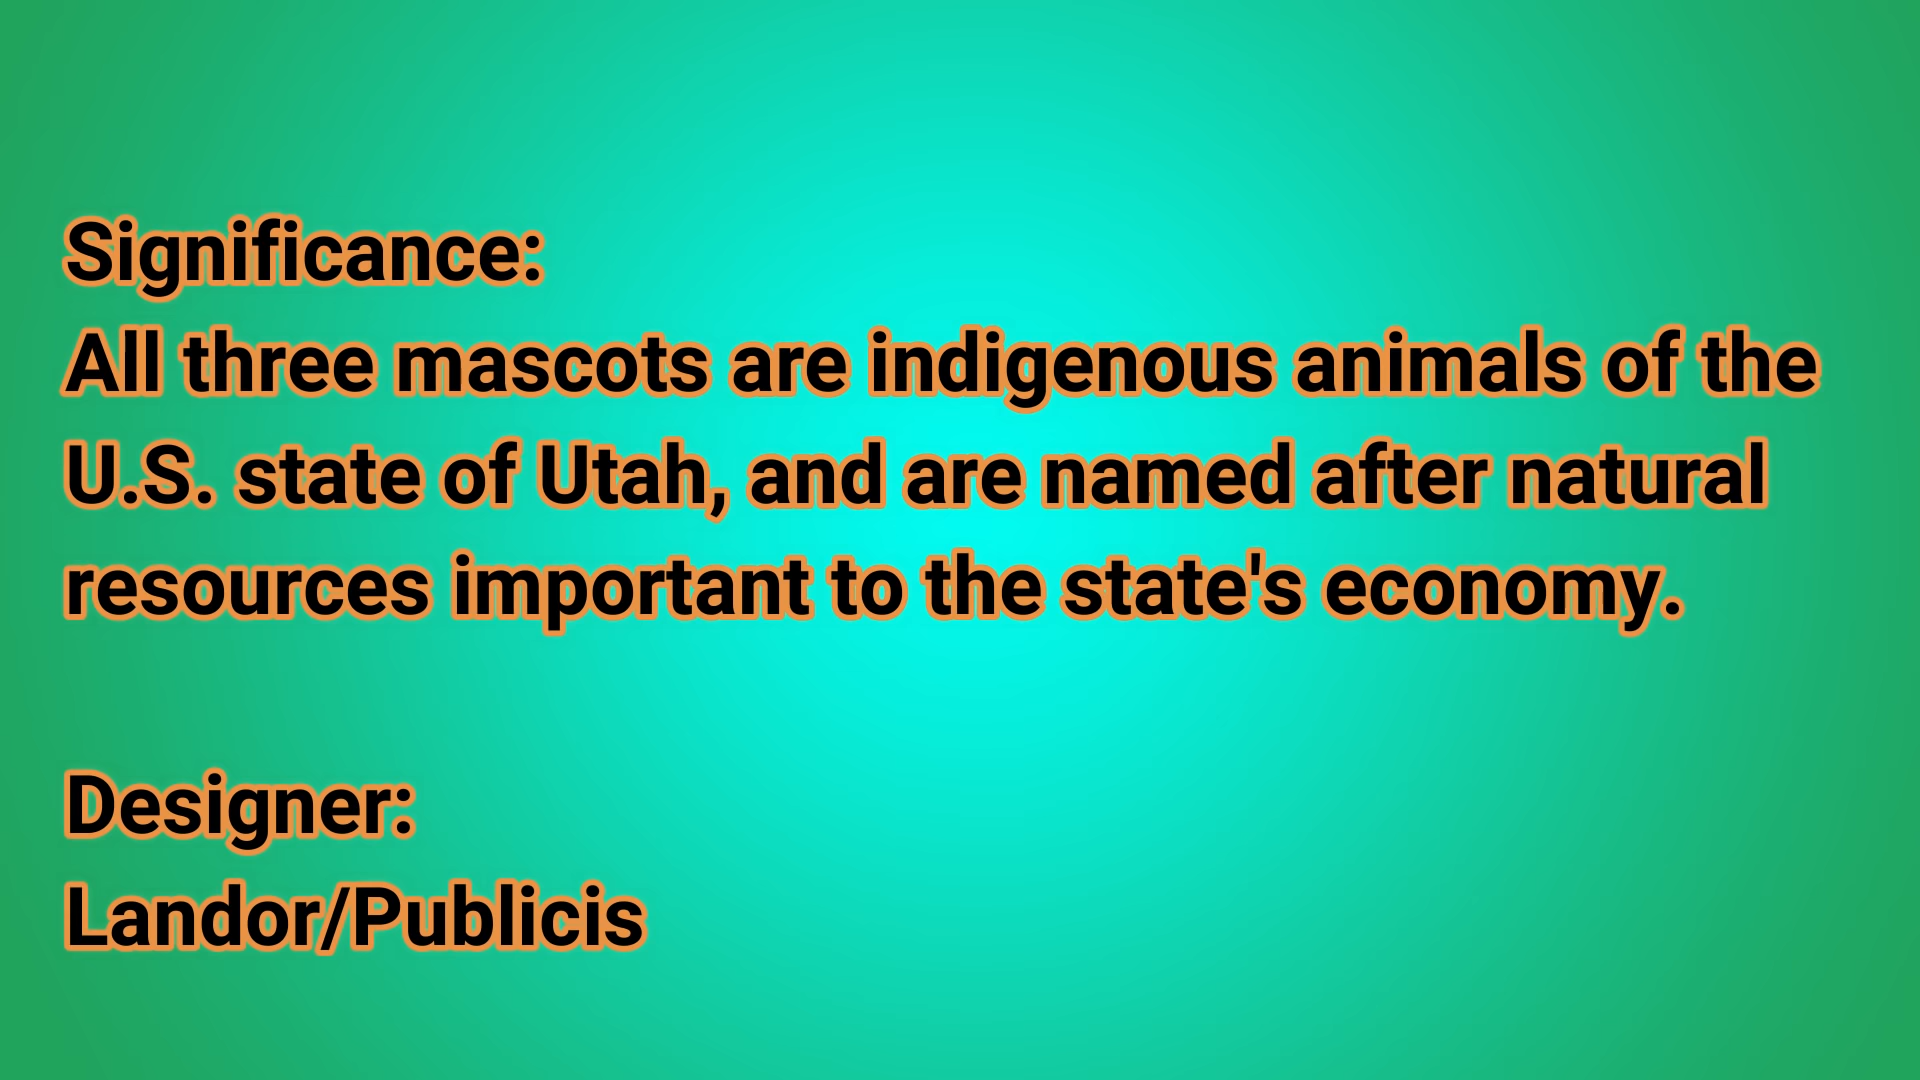 Significance:
All three mascots are indigenous animals of the
U.S. state of Utah, and are named after natural
resources important to the state's economy.
Designer:
Landor/Publicis